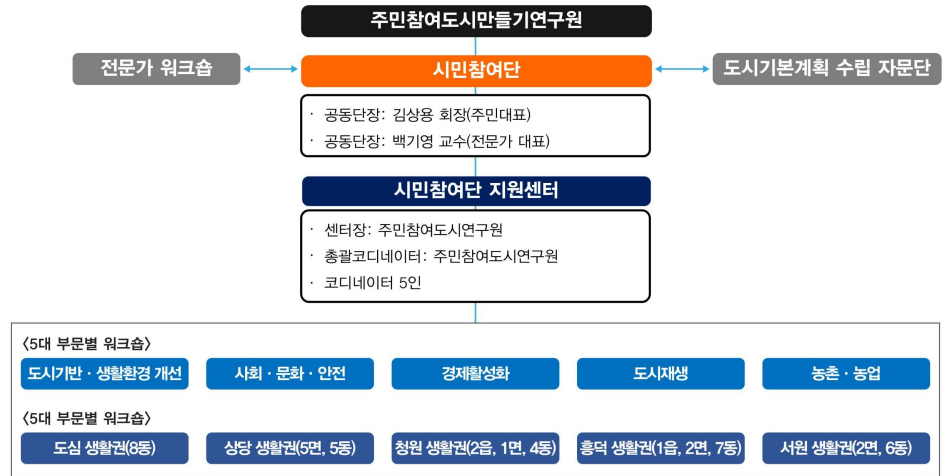 주민참여도시만들기연구원
전문가 워크숍
시민참여단
도시기본계획 수립 자문단
· 공동단장: 김상용 회장(주민대표)
· 공동단장: 백기영 교수(전문가 대표)
시민참여단 지원센터
· 센터장: 주민참여도시연구원
· 총괄코디네이터: 주민참여도시연구원
· 코디네이터 5인
〈5대 부문별 워크숍〉
도시기반 · 생활환경 개선
사회 · 문화 · 안전
경제활성화
도시재생
농촌 · 농업
〈5대 부문별 워크숍〉
도심 생활권(8동)
상당 생활권(5면, 5동)
청원 생활권(2읍, 1면, 4동)
흥덕 생활권(1읍, 2면, 7동)
서원 생활권(2면, 6동)